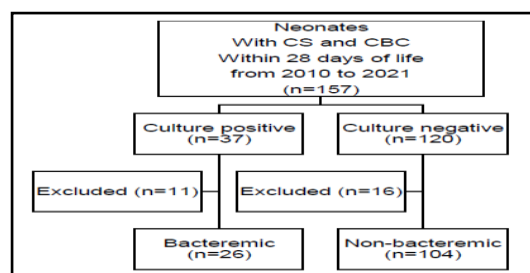 Neonates
With CS and CBC
Within 28 days of life
from 2010 to 2021
(n=157)
Culture positive
(n=37)
Culture negative
(n=120)
Excluded (n=11)
Excluded (n=16)
Bacteremic
(n=26)
Non-bacteremic
(n=104)